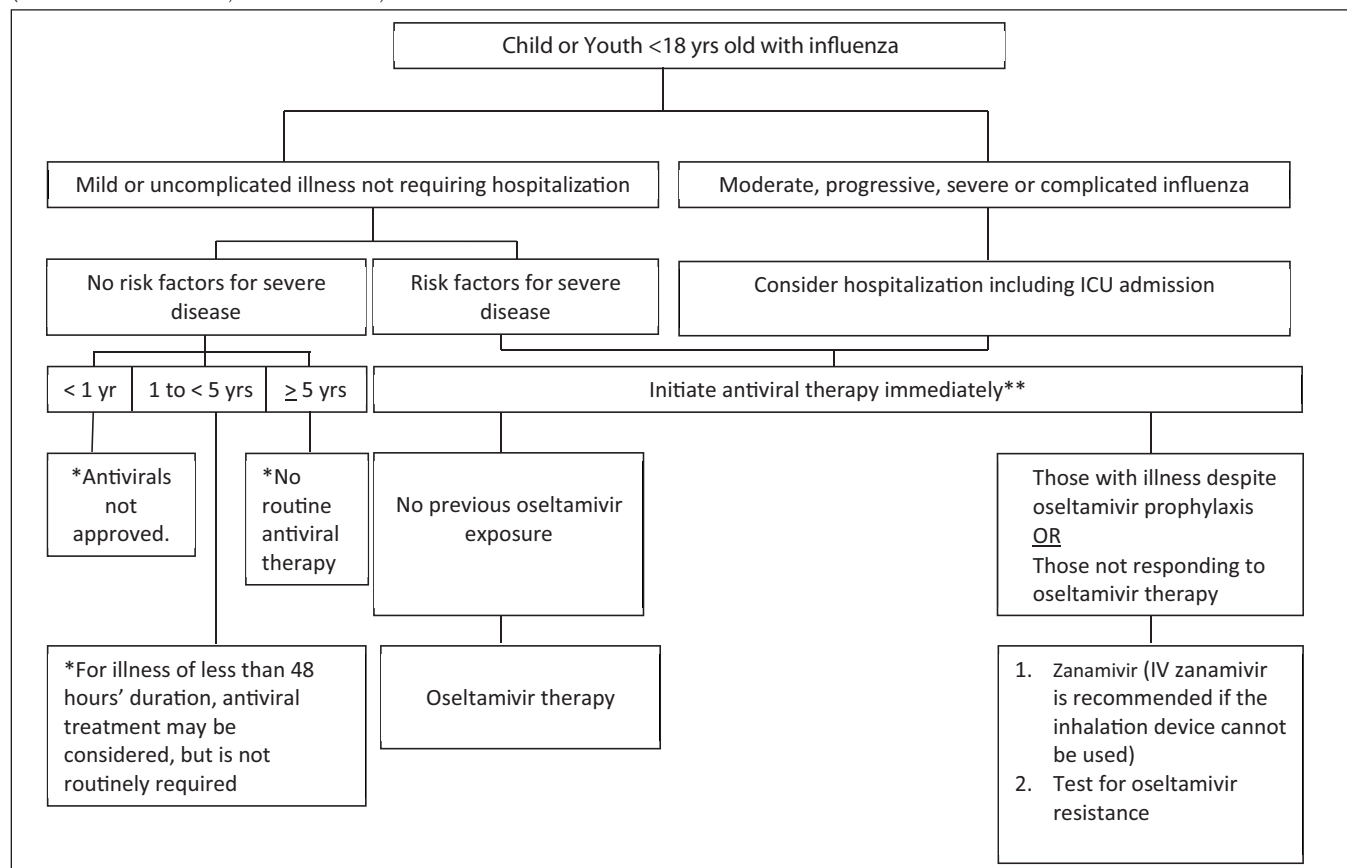 Child or Youth <18 yrs old with influenza
Mild or uncomplicated illness not requiring hospitalization
Moderate, progressive, severe or complicated influenza
No risk factors for severe
disease
Risk factors for severe
disease
Consider hospitalization including ICU admission
< 1 yr
1 to < 5 yrs
≥ 5 yrs
Initiate antiviral therapy immediately**
*Antivirals
not
approved.
*No
routine
antiviral
therapy
No previous oseltamivir
exposure
Those with illness despite
oseltamivir prophylaxis
OR
Those not responding to
oseltamivir therapy
*For illness of less than 48
hours’ duration, antiviral
treatment may be
considered, but is not
routinely required
Oseltamivir therapy
1. Zanamivir (IV zanamivir
is recommended if the
inhalation device cannot
be used)
2. Test for oseltamivir
resistance